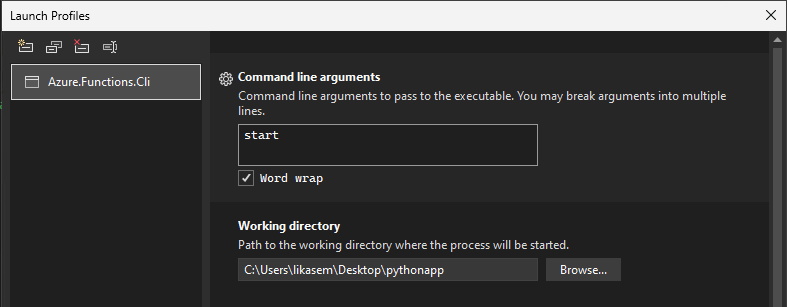 Launch Profiles
Azure.Functions.Cli
Command line arguments
Command line arguments to pass to the executable. You may break arguments into multiple
lines.
start
Word wrap
Working directory
Path to the working directory where the process will be started.
C:\Users\likasem\Desktop\pythonapp
Browse...